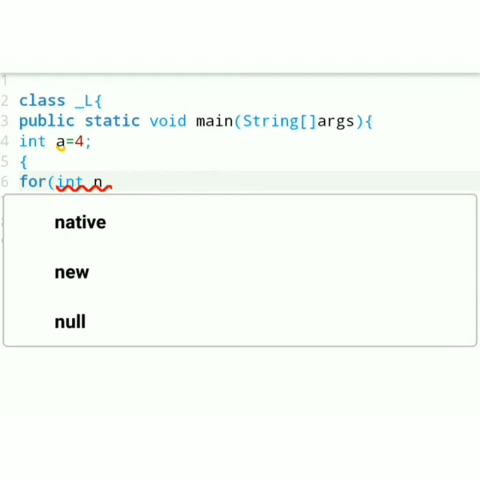 1
2 class _L{
3 public static void main(String[]args){
4 int a=4;
5 {
6 for(int n
native
new
null